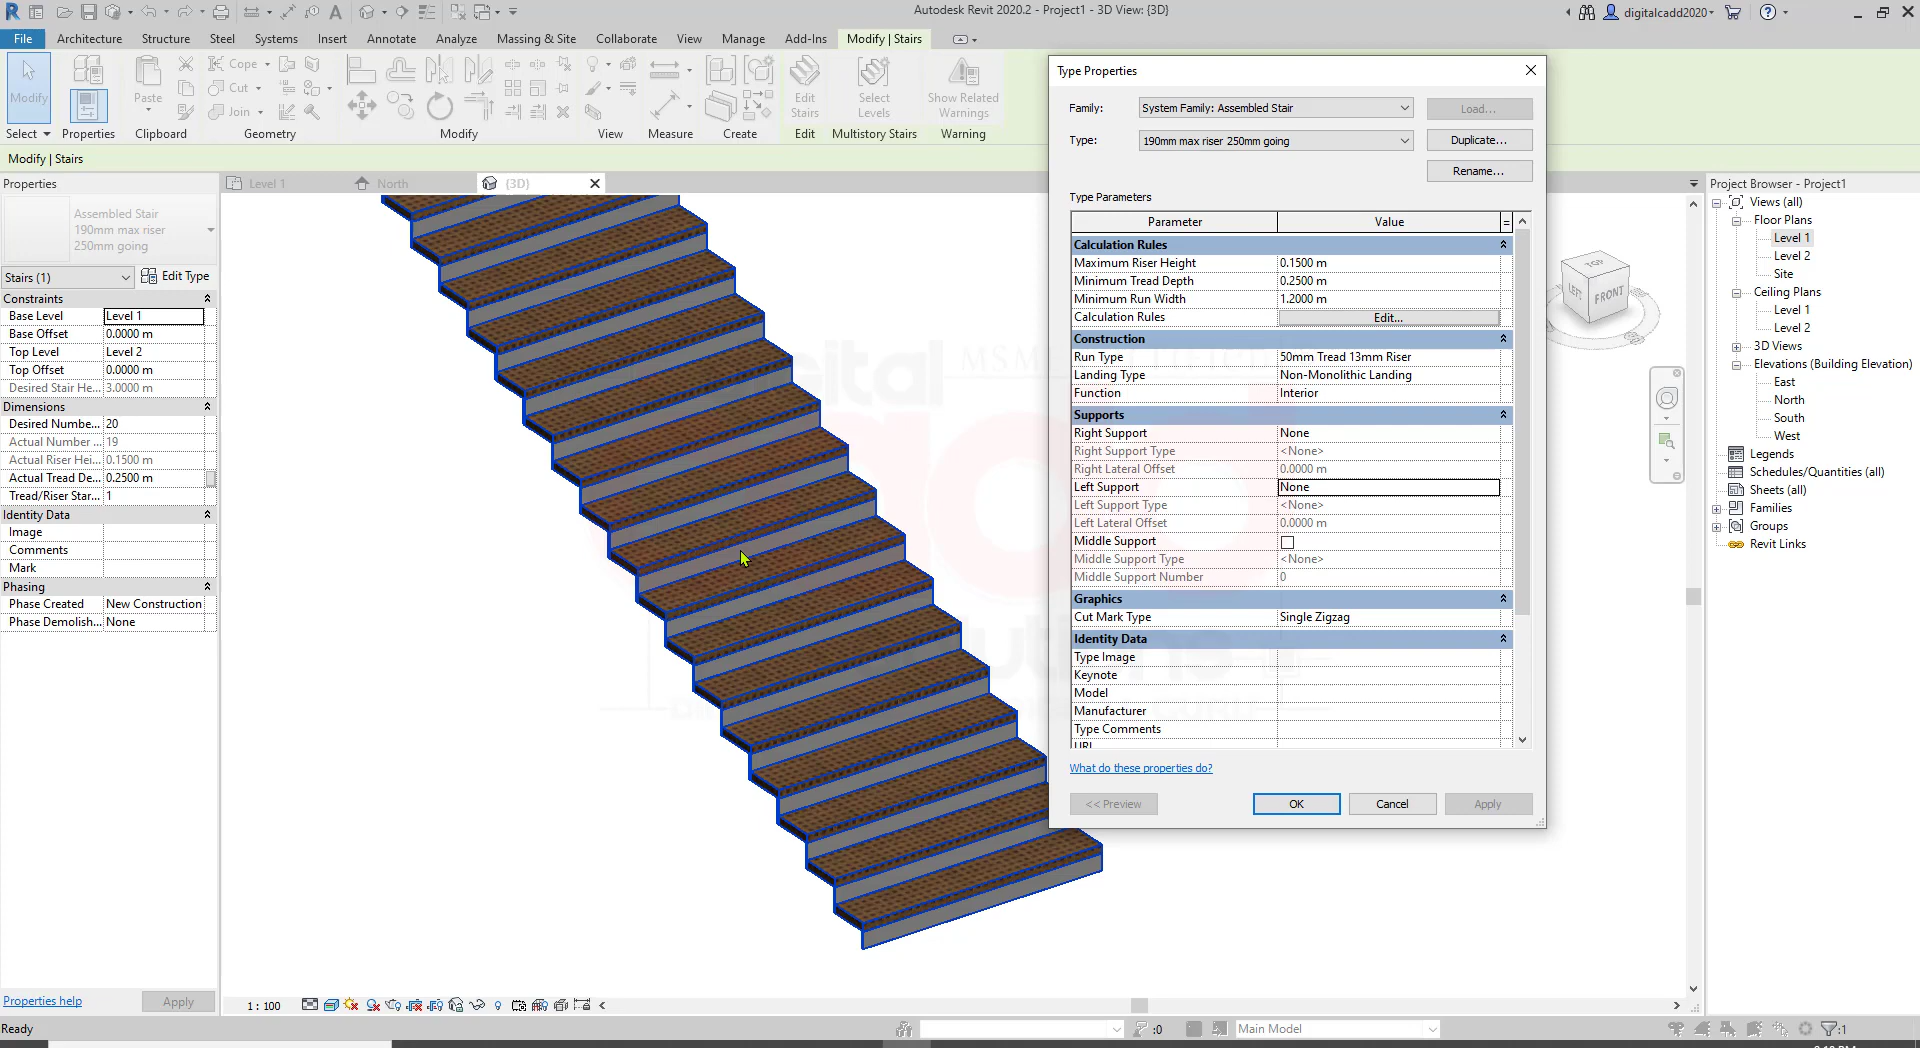 Autodesk Revit 2020.2 - Project1 - 3D View: {3D}
digitalcadd2020
File Architecture Structure Steel Systems Insert Annotate Analyze Massing & Site Collaborate View Manage Add-Ins Modify | Stairs
Modify
Paste
Cope
Cut
Join
Edit Stairs
Select Levels
Show Related Warnings
Select Properties Clipboard Geometry Modify View Measure Create Edit Multistory Stairs Warning
Modify | Stairs
Properties
Assembled Stair
190mm max riser
250mm going
Stairs (1) Edit Type
Constraints
Base Level Level 1
Base Offset 0.0000 m
Top Level Level 2
Top Offset 0.0000 m
Desired Stair He... 3.0000 m
Dimensions
Desired Numbe... 20
Actual Number ... 19
Actual Riser Hei... 0.1500 m
Actual Tread De... 0.2500 m
Tread/Riser Star... 1
Identity Data
Image
Comments
Mark
Phasing
Phase Created New Construction
Phase Demolish... None
Properties help Apply
Level 1 North {3D}
Type Properties
Family: System Family: Assembled Stair Load...
Type: 190mm max riser 250mm going Duplicate...
Rename...
Type Parameters
Parameter Value =
Calculation Rules
Maximum Riser Height 0.1500 m
Minimum Tread Depth 0.2500 m
Minimum Run Width 1.2000 m
Calculation Rules Edit...
Construction
Run Type 50mm Tread 13mm Riser
Landing Type Non-Monolithic Landing
Function Interior
Supports
Right Support None
Right Support Type <None>
Right Lateral Offset 0.0000 m
Left Support None
Left Support Type <None>
Left Lateral Offset 0.0000 m
Middle Support
Middle Support Type <None>
Middle Support Number 0
Graphics
Cut Mark Type Single Zigzag
Identity Data
Type Image
Keynote
Model
Manufacturer
Type Comments
URL
What do these properties do?
<< Preview OK Cancel Apply
TOP
LEFT FRONT
Project Browser - Project1
Views (all)
Floor Plans
Level 1
Level 2
Site
Ceiling Plans
Level 1
Level 2
3D Views
Elevations (Building Elevation)
East
North
South
West
Legends
Schedules/Quantities (all)
Sheets (all)
Families
Groups
Revit Links
1 : 100
Ready :0 Main Model :1